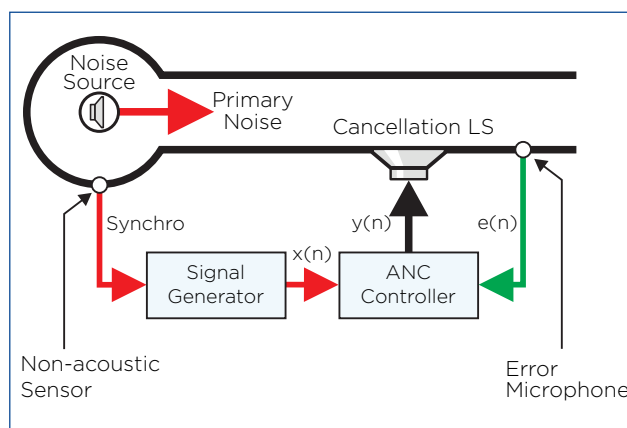 Noise
Source
Primary
Noise
Cancellation LS
Synchro
y(n)
e(n)
x(n)
Signal
Generator
ANC
Controller
Non-acoustic
Sensor
Error
Microphone